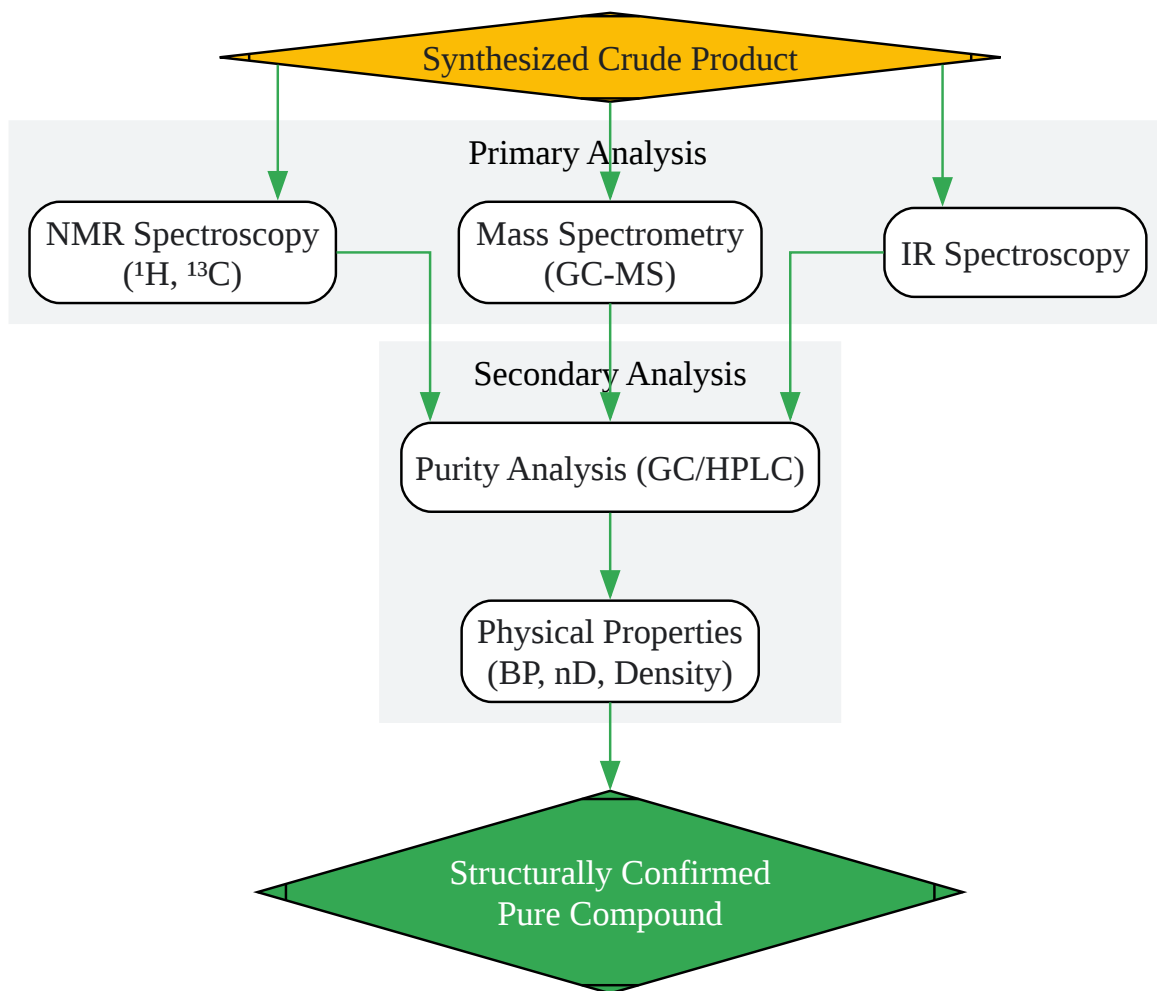 Synthesized Crude Product
Primary Analysis
NMR Spectroscopy
(¹H, ¹³C)
Mass Spectrometry
(GC-MS)
IR Spectroscopy
Secondary Analysis
Purity Analysis (GC/HPLC)
Physical Properties
(BP, nD, Density)
Structurally Confirmed
Pure Compound